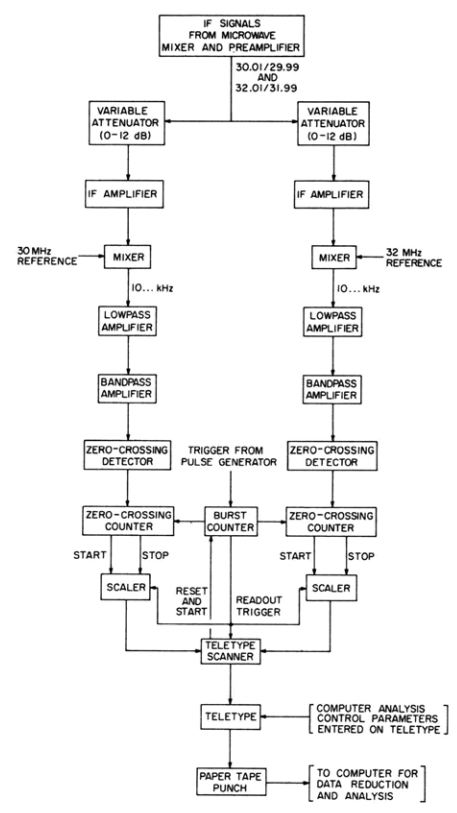 IF SIGNALS
FROM MICROWAVE
MIXER AND PREAMPLIFIER
30.01/29.99
AND
32.01/31.99
VARIABLE
ATTENUATOR
(0-12 dB)
VARIABLE
ATTENUATOR
(0-12 dB)
IF AMPLIFIER
IF AMPLIFIER
30 MHz
REFERENCE
MIXER
MIXER
32 MHz
REFERENCE
10... kHz
10... kHz
LOWPASS
AMPLIFIER
LOWPASS
AMPLIFIER
BANDPASS
AMPLIFIER
BANDPASS
AMPLIFIER
ZERO-CROSSING
DETECTOR
TRIGGER FROM
PULSE GENERATOR
ZERO-CROSSING
DETECTOR
ZERO-CROSSING
COUNTER
BURST
COUNTER
ZERO-CROSSING
COUNTER
START
STOP
START
STOP
SCALER
SCALER
RESET
AND
START
READOUT
TRIGGER
TELETYPE
SCANNER
TELETYPE
COMPUTER ANALYSIS
CONTROL PARAMETERS
ENTERED ON TELETYPE
PAPER TAPE
PUNCH
TO COMPUTER FOR
DATA REDUCTION
AND ANALYSIS